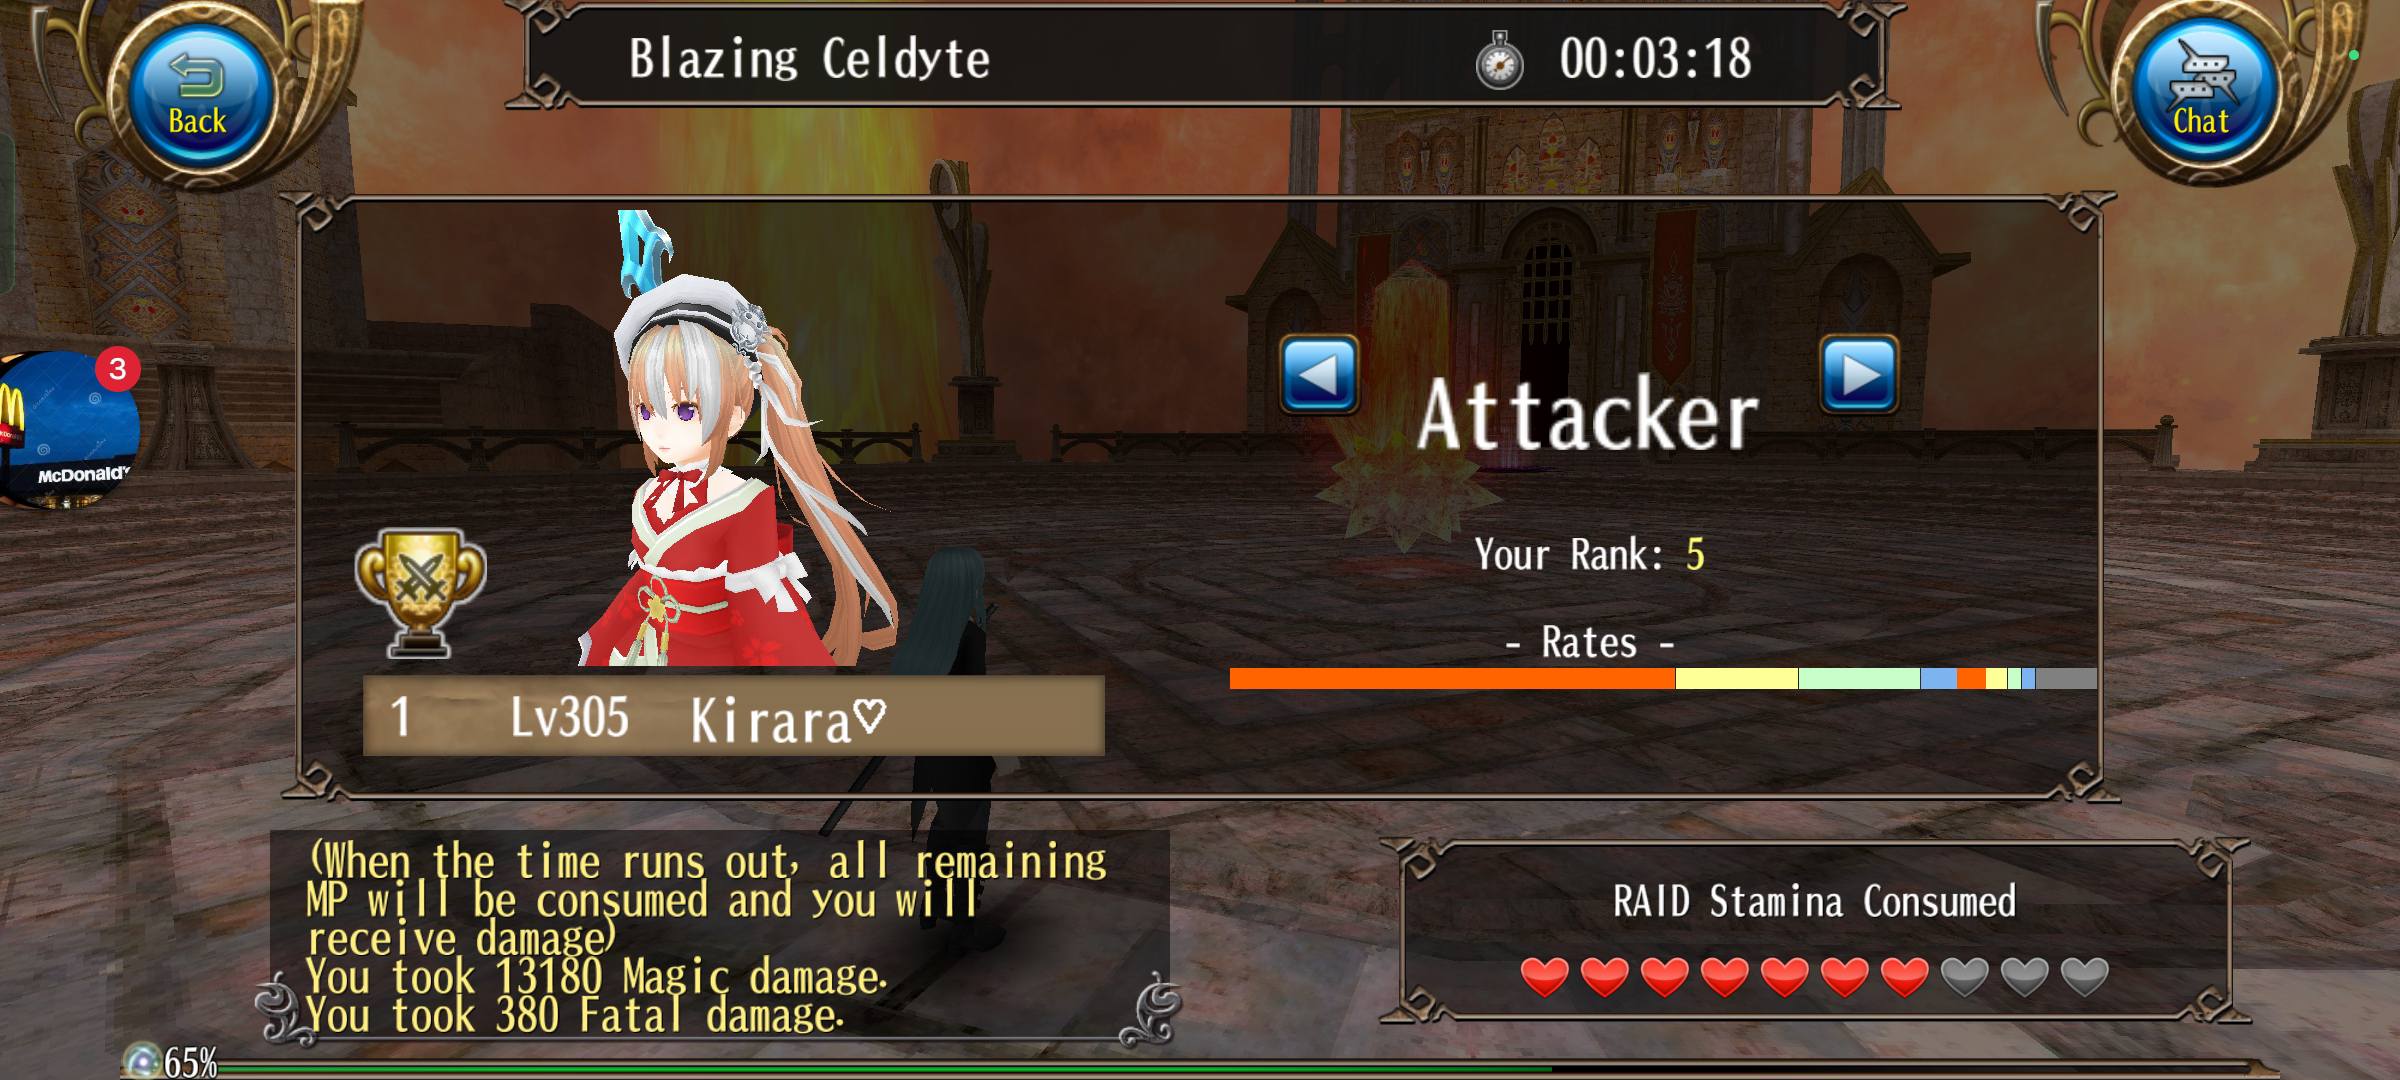 Back
Blazing Celdyte
00:03:18
Chat
3
McDonald's
Attacker
Your Rank: 5
- Rates -
1 Lv305 Kirara♡
(When the time runs out, all remaining
MP will be consumed and you will
receive damage)
You took 13180 Magic damage.
You took 380 Fatal damage.
RAID Stamina Consumed
65%